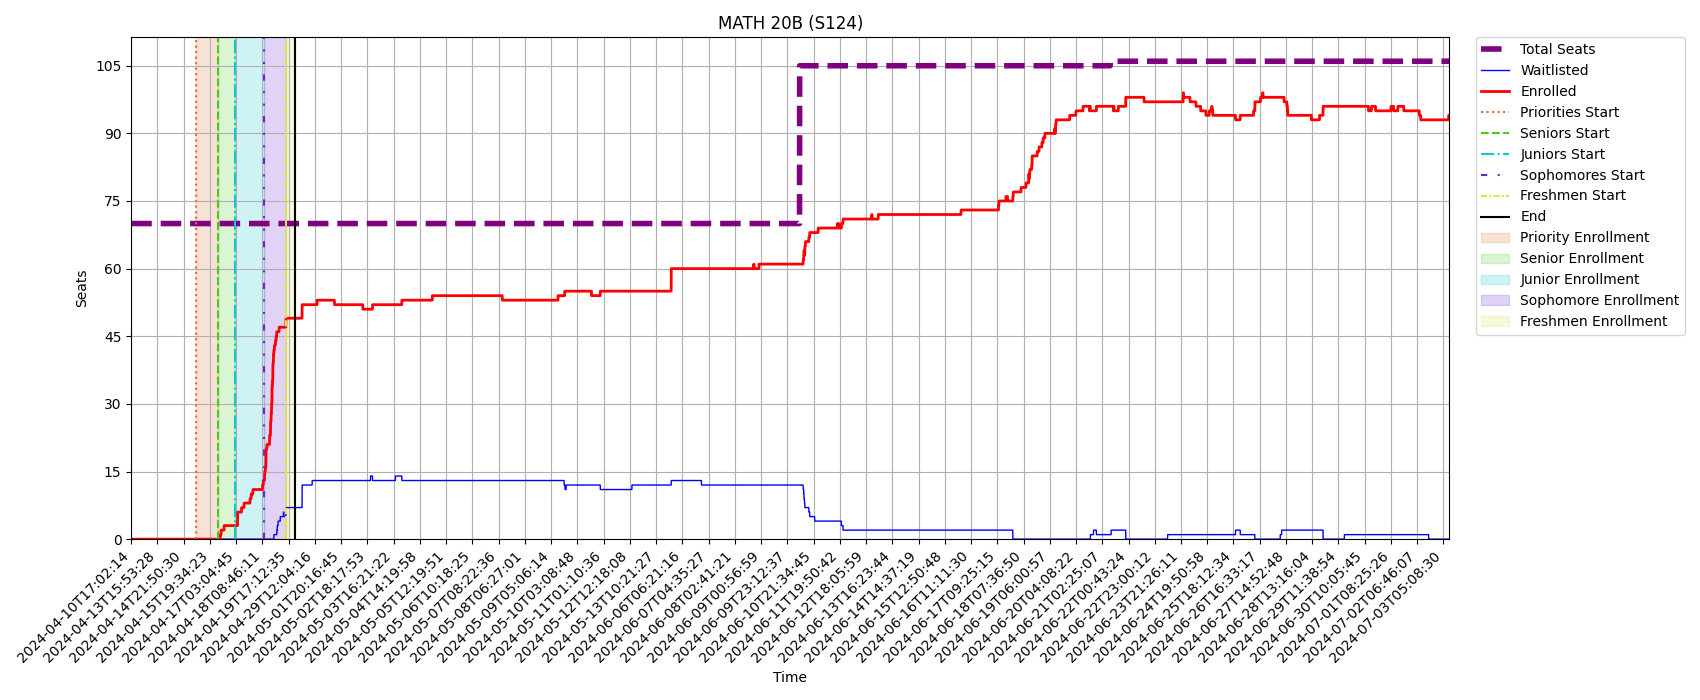 MATH 20B (S124)
Total Seats
Waitlisted
Enrolled
Priorities Start
Seniors Start
Juniors Start
Sophomores Start
Freshmen Start
End
Priority Enrollment
Senior Enrollment
Junior Enrollment
Sophomore Enrollment
Freshmen Enrollment
Seats
105
90
75
60
45
30
15
0
2024-04-10T17:02:14
2024-04-13T15:53:28
2024-04-14T21:50:30
2024-04-15T19:34:23
2024-04-17T03:04:45
2024-04-18T08:46:11
2024-04-19T17:12:35
2024-04-29T12:04:16
2024-05-01T20:16:45
2024-05-02T18:17:53
2024-05-03T16:21:22
2024-05-04T14:19:58
2024-05-05T12:19:51
2024-05-07T10:18:25
2024-05-07T08:22:36
2024-05-08T06:27:01
2024-05-09T05:06:14
2024-05-10T03:08:48
2024-05-11T01:10:36
2024-05-12T12:18:08
2024-05-13T10:21:27
2024-06-06T06:21:16
2024-06-07T04:35:27
2024-06-08T02:41:21
2024-06-09T00:56:59
2024-06-09T23:12:37
2024-06-10T21:34:45
2024-06-11T19:50:42
2024-06-12T18:05:59
2024-06-13T16:23:44
2024-06-14T14:37:19
2024-06-15T12:50:48
2024-06-16T11:11:30
2024-06-17T09:25:15
2024-06-18T07:36:50
2024-06-19T06:00:57
2024-06-20T04:08:22
2024-06-21T02:25:07
2024-06-22T00:43:24
2024-06-22T23:00:12
2024-06-23T21:26:11
2024-06-24T19:50:58
2024-06-25T18:12:34
2024-06-26T16:33:17
2024-06-27T14:52:48
2024-06-28T13:16:04
2024-06-29T11:38:54
2024-06-30T10:05:45
2024-07-01T08:25:26
2024-07-02T06:46:07
2024-07-03T05:08:30
Time